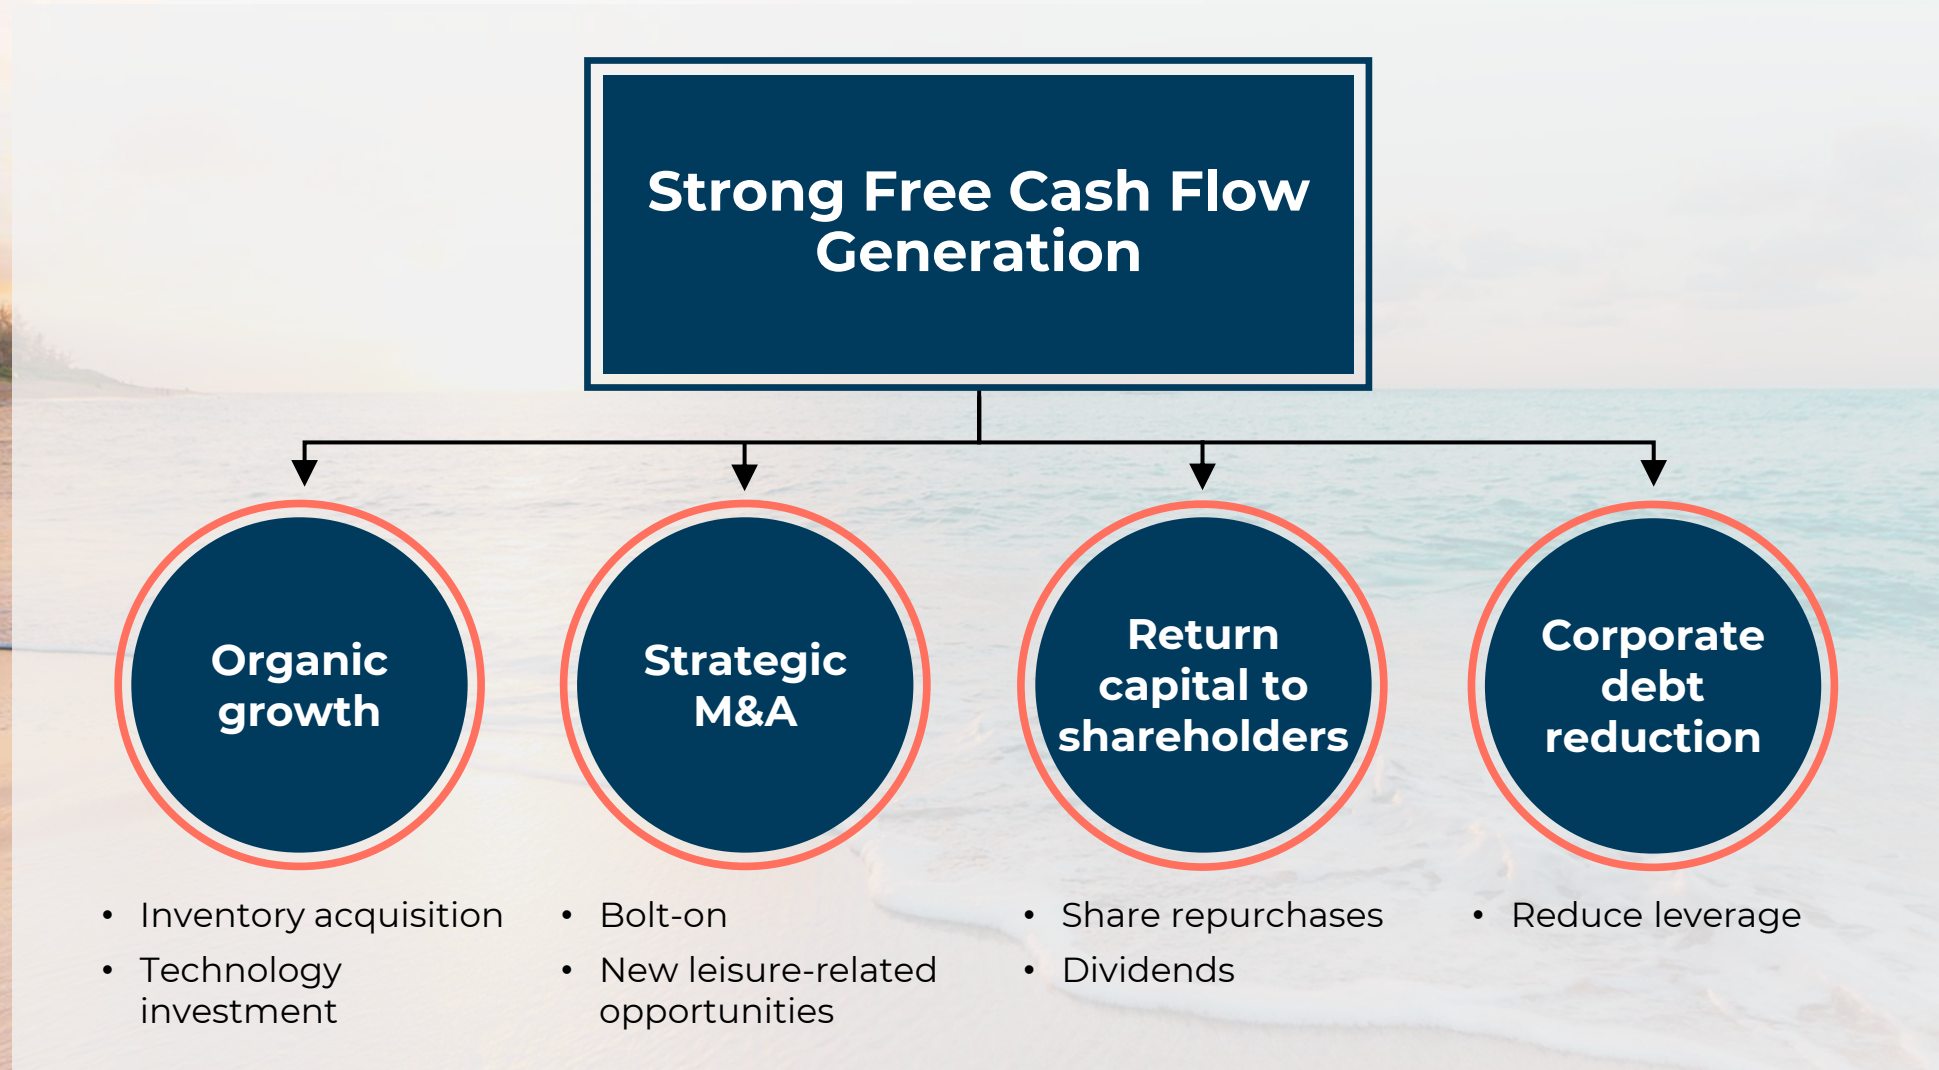 Strong Free Cash Flow
Generation
Organic
growth
Strategic
M&A
Return
capital to
shareholders
Corporate
debt
reduction
• Inventory acquisition
• Technology
investment
• Bolt-on
• New leisure-related
opportunities
• Share repurchases
• Dividends
• Reduce leverage